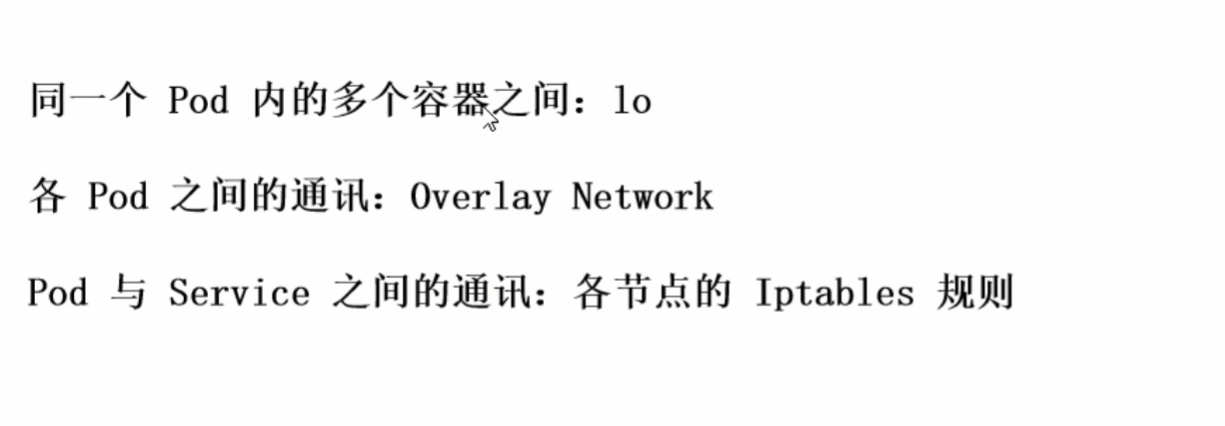 同一个 Pod 内的多个容器之间：lo
各 Pod 之间的通讯：Overlay Network
Pod 与 Service 之间的通讯：各节点的 Iptables 规则